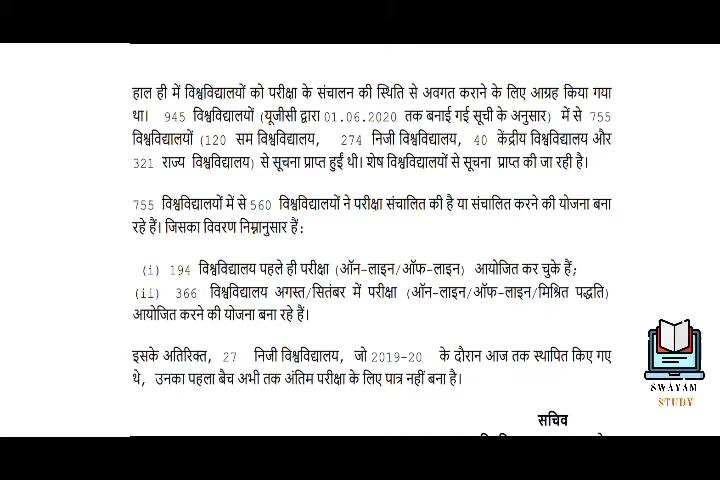 हाल ही में विश्वविद्यालयों को परीक्षा के संचालन की स्थिति से अवगत कराने के लिए आग्रह किया गया
था। 945 विश्वविद्यालयों (यूजीसी द्वारा 01.06.2020 तक बनाई गई सूची के अनुसार) में से 755
विश्वविद्यालयों (120 सम विश्वविद्यालय, 274 निजी विश्वविद्यालय, 40 केंद्रीय विश्वविद्यालय और
321 राज्य विश्वविद्यालय) से सूचना प्राप्त हुईं थी। शेष विश्वविद्यालयों से सूचना प्राप्त की जा रही है।
755 विश्वविद्यालयों में से 560 विश्वविद्यालयों ने परीक्षा संचालित की है या संचालित करने की योजना बना
रहे हैं। जिसका विवरण निम्नानुसार हैं:
(i) 194 विश्वविद्यालय पहले ही परीक्षा (ऑन-लाइन/ऑफ-लाइन) आयोजित कर चुके हैं;
(ii) 366 विश्वविद्यालय अगस्त/सितंबर में परीक्षा (ऑन-लाइन/ऑफ-लाइन/मिश्रित पद्धति)
आयोजित करने की योजना बना रहे हैं।
इसके अतिरिक्त, 27 निजी विश्वविद्यालय, जो 2019-20 के दौरान आज तक स्थापित किए गए
थे, उनका पहला बैच अभी तक अंतिम परीक्षा के लिए पात्र नहीं बना है।
सचिव
SWAYAM
STUDY